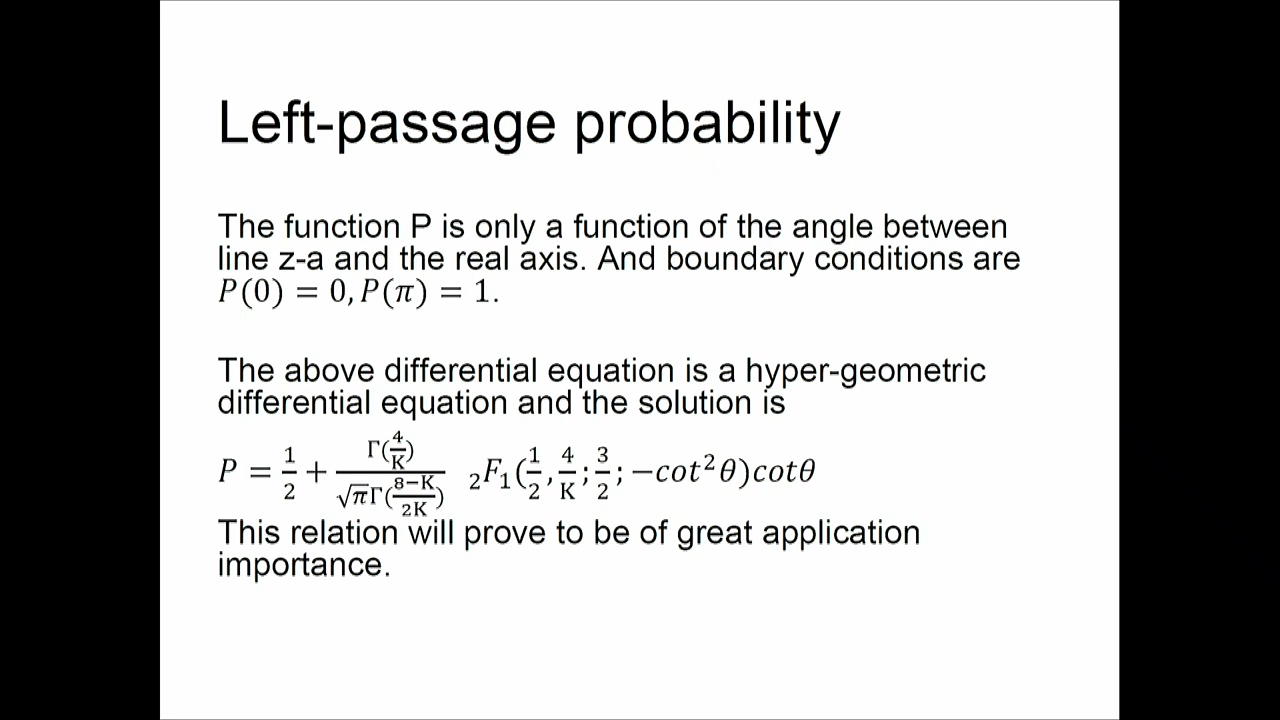 Left-passage probability
The function P is only a function of the angle between
line z-a and the real axis. And boundary conditions are
P(0) = 0, P(π) = 1.
The above differential equation is a hyper-geometric
differential equation and the solution is
P = 1/2 + Γ(4/K)/(√πΓ((8−K)/2K)) ₂F₁(1/2, 4/K; 3/2; −cot²θ)cotθ
This relation will prove to be of great application
importance.